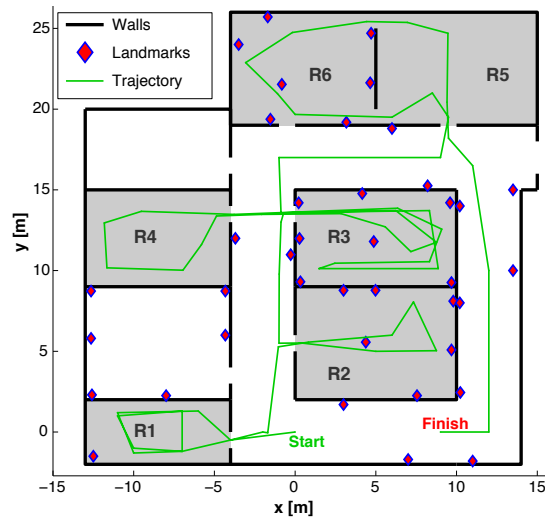 Walls
Landmarks
Trajectory
R6
R5
R4
R3
R2
R1
Start
Finish
25
20
15
10
5
0
−15
−10
−5
0
5
10
15
y [m]
x [m]